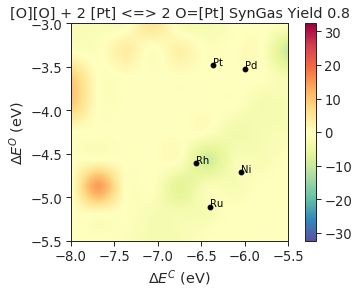 [O][O] + 2 [Pt] <=> 2 O=[Pt] SynGas Yield 0.8
−3.0
−3.5
−4.0
−4.5
−5.0
−5.5
ΔE^O (eV)
Pt
Pd
Rh
Ni
Ru
−8.0 −7.5 −7.0 −6.5 −6.0 −5.5
ΔE^C (eV)
30
20
10
0
−10
−20
−30